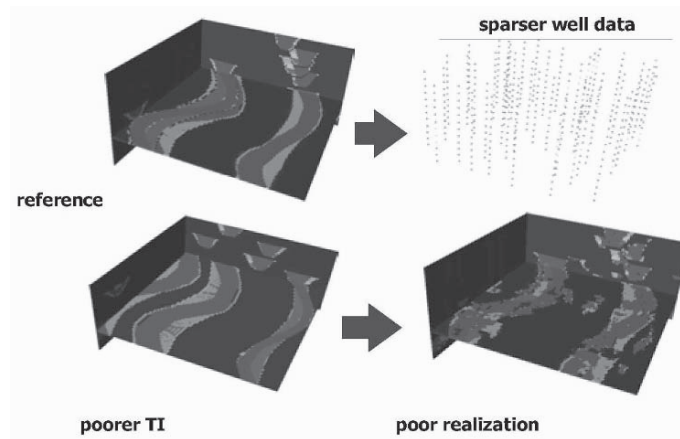 sparser well data
reference
poorer TI
poor realization